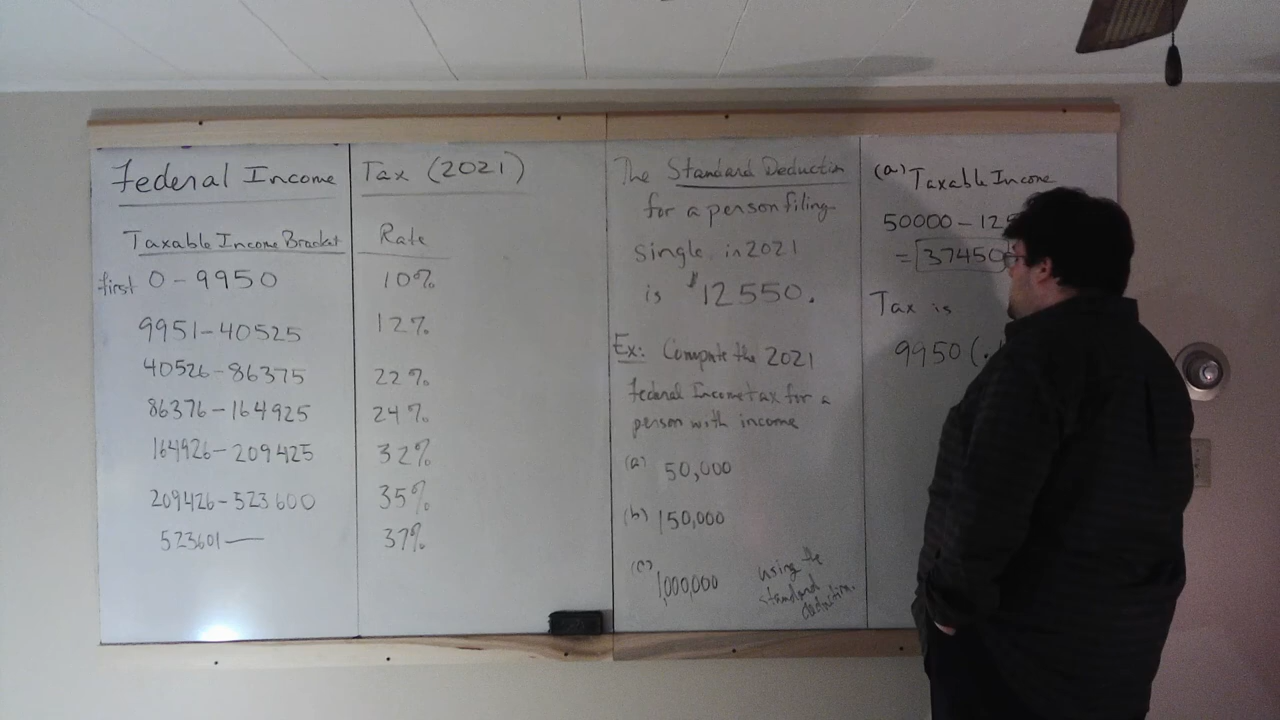 Federal Income Tax (2021)
Taxable Income Bracket Rate
first 0-9950 10%
9951-40525 12%
40526-86375 22%
86376-164925 24%
164926-209425 32%
209426-523600 35%
523601— 37%
The Standard Deduction
for a person filing
single in 2021
is $12550.
Ex: Compute the 2021
Federal Income tax for a
person with income
(a) 50,000
(b) 150,000
(c) 1,000,000
using the
standard
deduction.
(a) Taxable Income
50000-125
= 37450
Tax is
9950(.